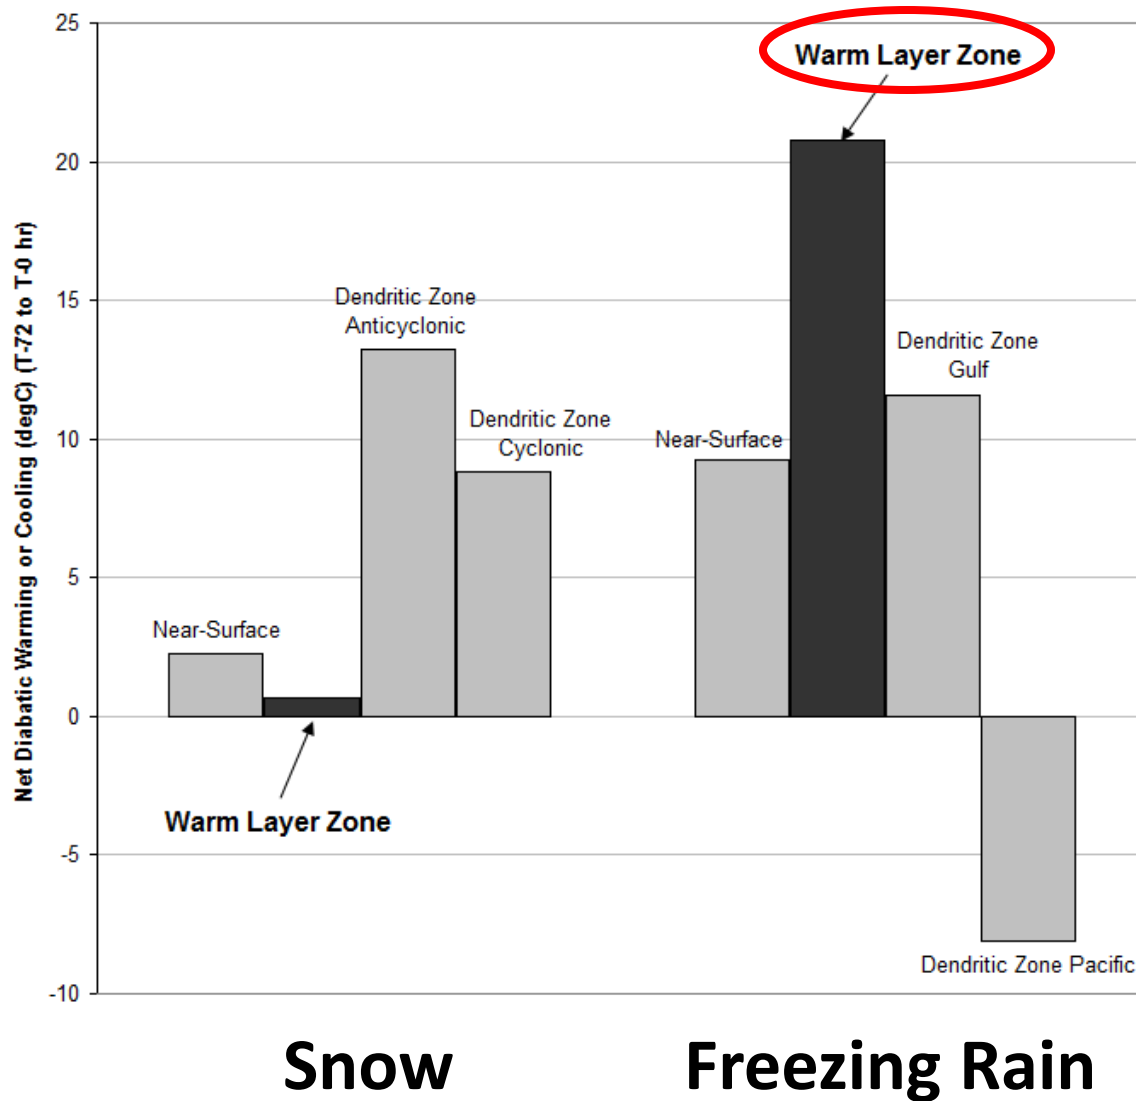 Net Diabatic Warming or Cooling (degC) (T-72 to T-0 hr)
25
20
15
10
5
0
-5
-10
Warm Layer Zone
Dendritic Zone
Anticyclonic
Dendritic Zone
Gulf
Dendritic Zone
Cyclonic
Near-Surface
Near-Surface
Warm Layer Zone
Dendritic Zone Pacific
Snow
Freezing Rain